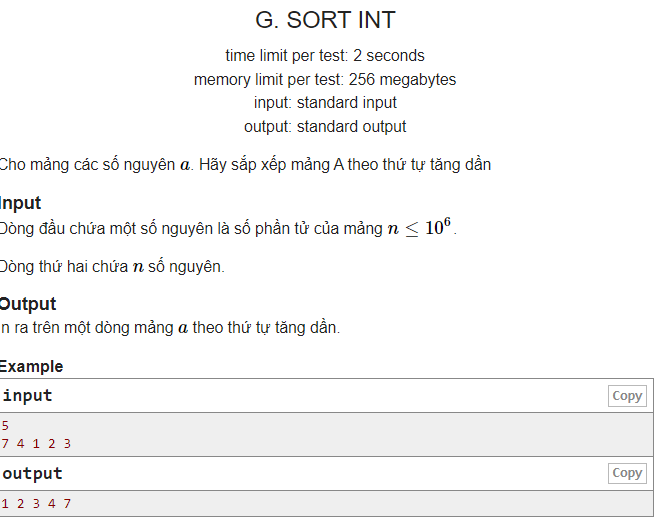 G. SORT INT
time limit per test: 2 seconds
memory limit per test: 256 megabytes
input: standard input
output: standard output
Cho mảng các số nguyên a. Hãy sắp xếp mảng A theo thứ tự tăng dần
Input
Dòng đầu chứa một số nguyên là số phần tử của mảng n ≤ 10⁶.
Dòng thứ hai chứa n số nguyên.
Output
In ra trên một dòng mảng a theo thứ tự tăng dần.
Example
input Copy
5
7 4 1 2 3
output Copy
1 2 3 4 7